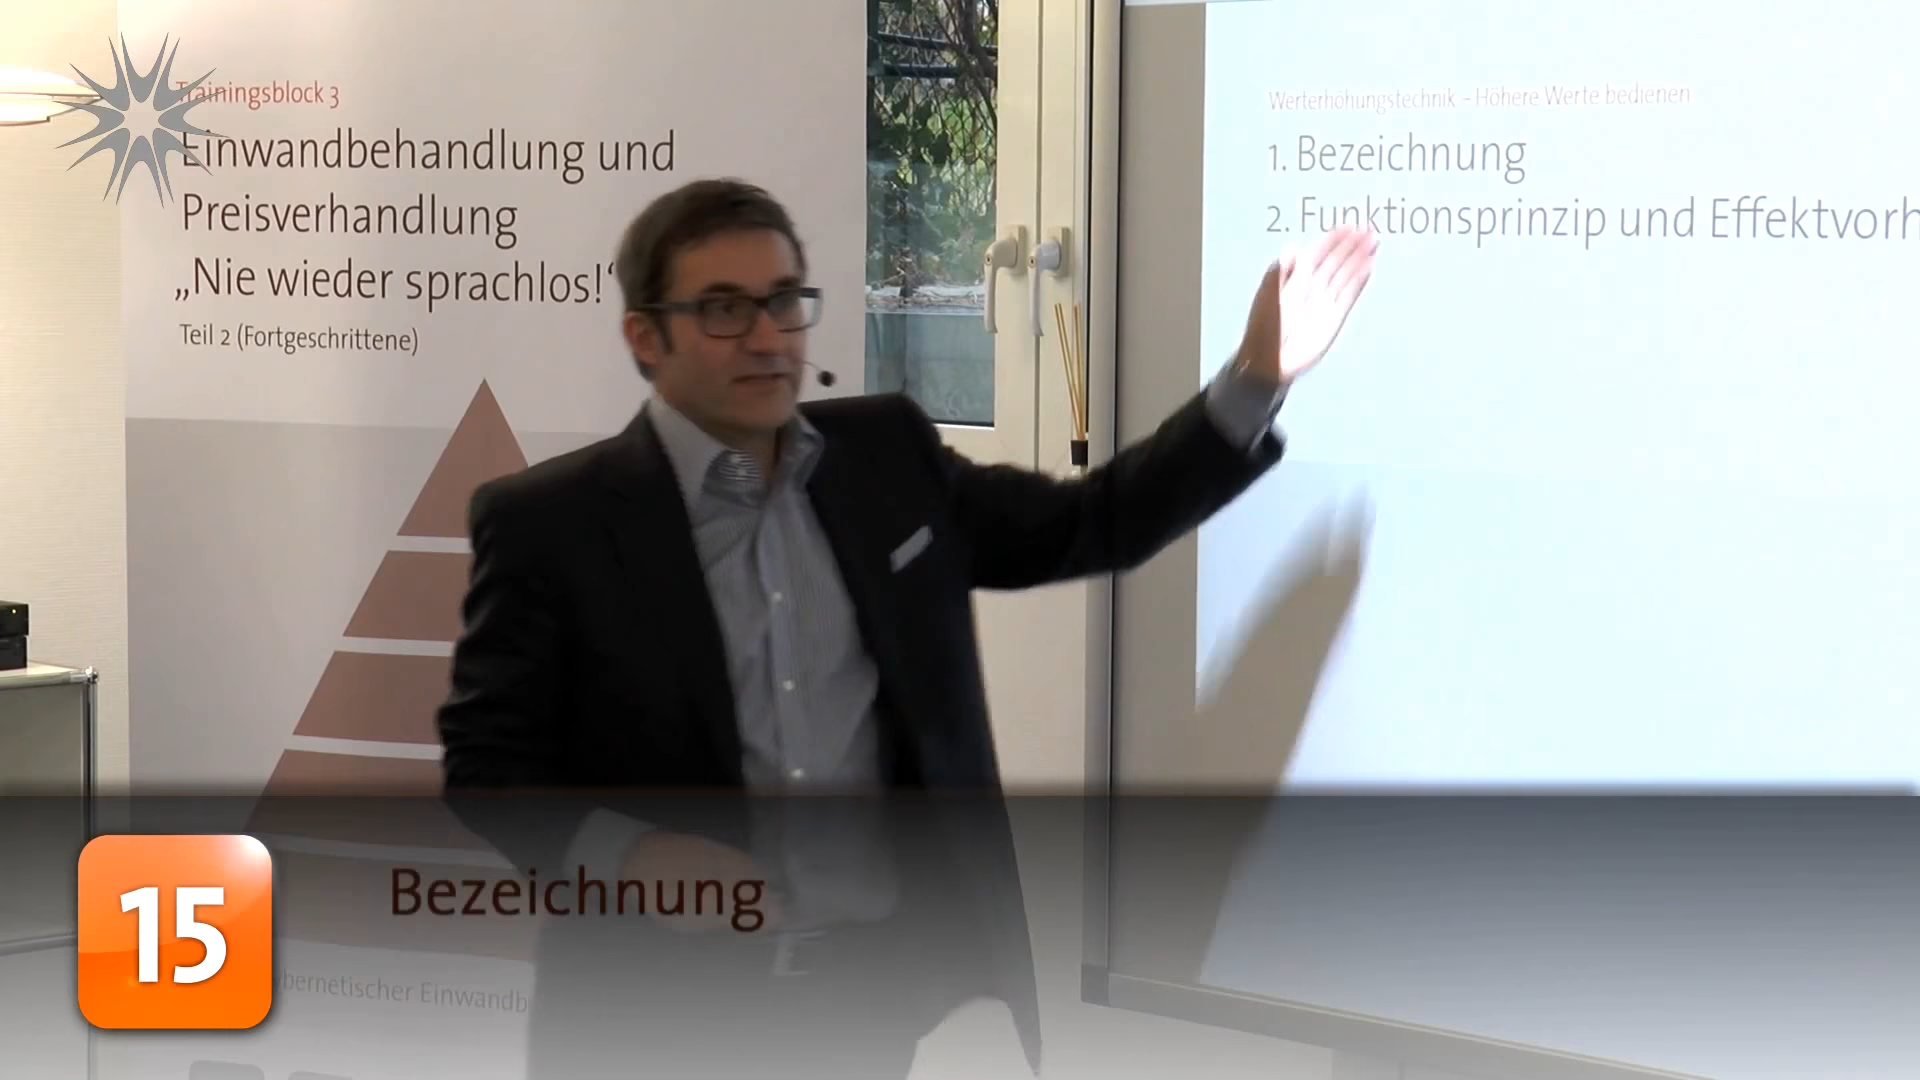 Trainingsblock 3
Einwandbehandlung und
Preisverhandlung
„Nie wieder sprachlos!“
Teil 2 (Fortgeschrittene)
Werterhöhungstechnik – Höhere Werte bedienen
1. Bezeichnung
2. Funktionsprinzip und Effektvorh
15
Bezeichnung
bernetischer Einwandb